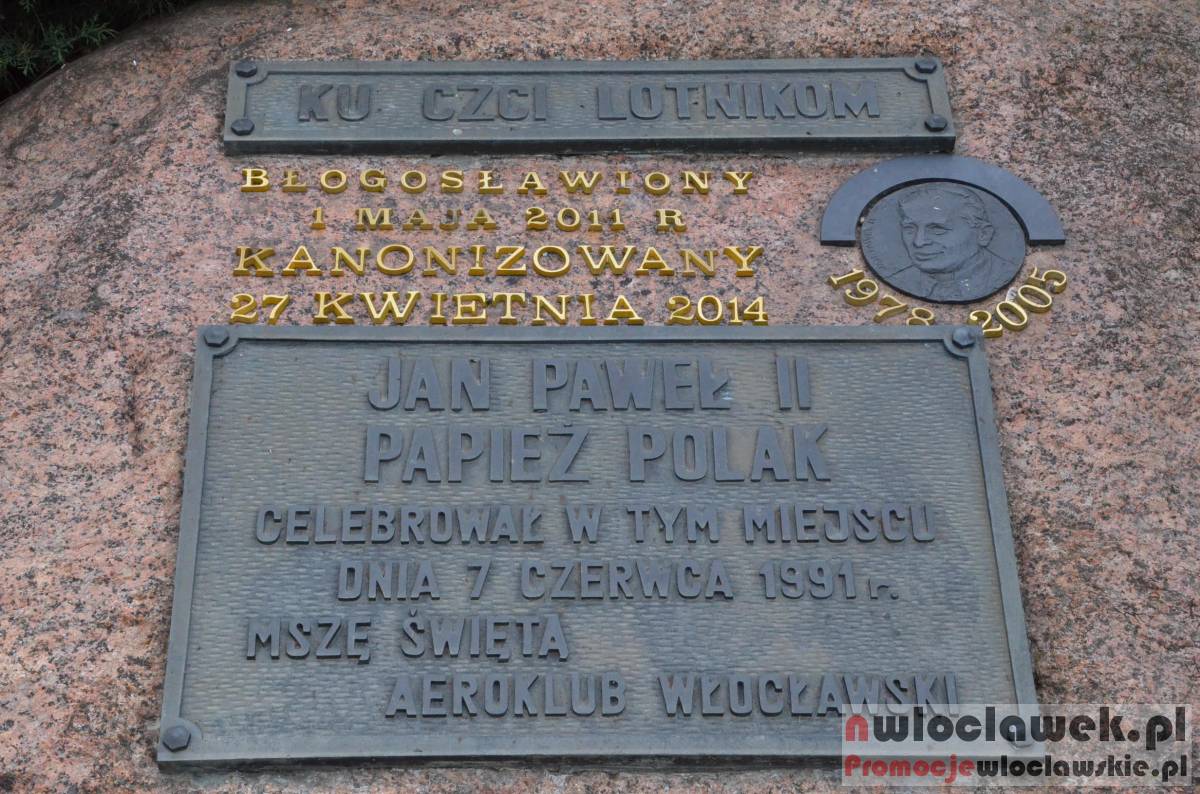 KU CZCI LOTNIKOM
BŁOGOSŁAWIONY
1 MAJA 2011 R
KANONIZOWANY
27 KWIETNIA 2014
1978 2005
JAN PAWEŁ II
PAPIEŻ POLAK
CELEBROWAŁ W TYM MIEJSCU
DNIA 7 CZERWCA 1991 r.
MSZĘ ŚWIĘTĄ
AEROKLUB WŁOCŁAWSKI
nwloclawek.pl
Promocjewloclawskie.pl